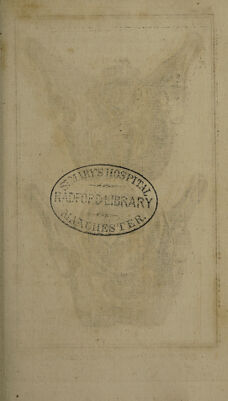 ST MARY'S HOSPITAL
RADFORD LIBRARY
MANCHESTER.